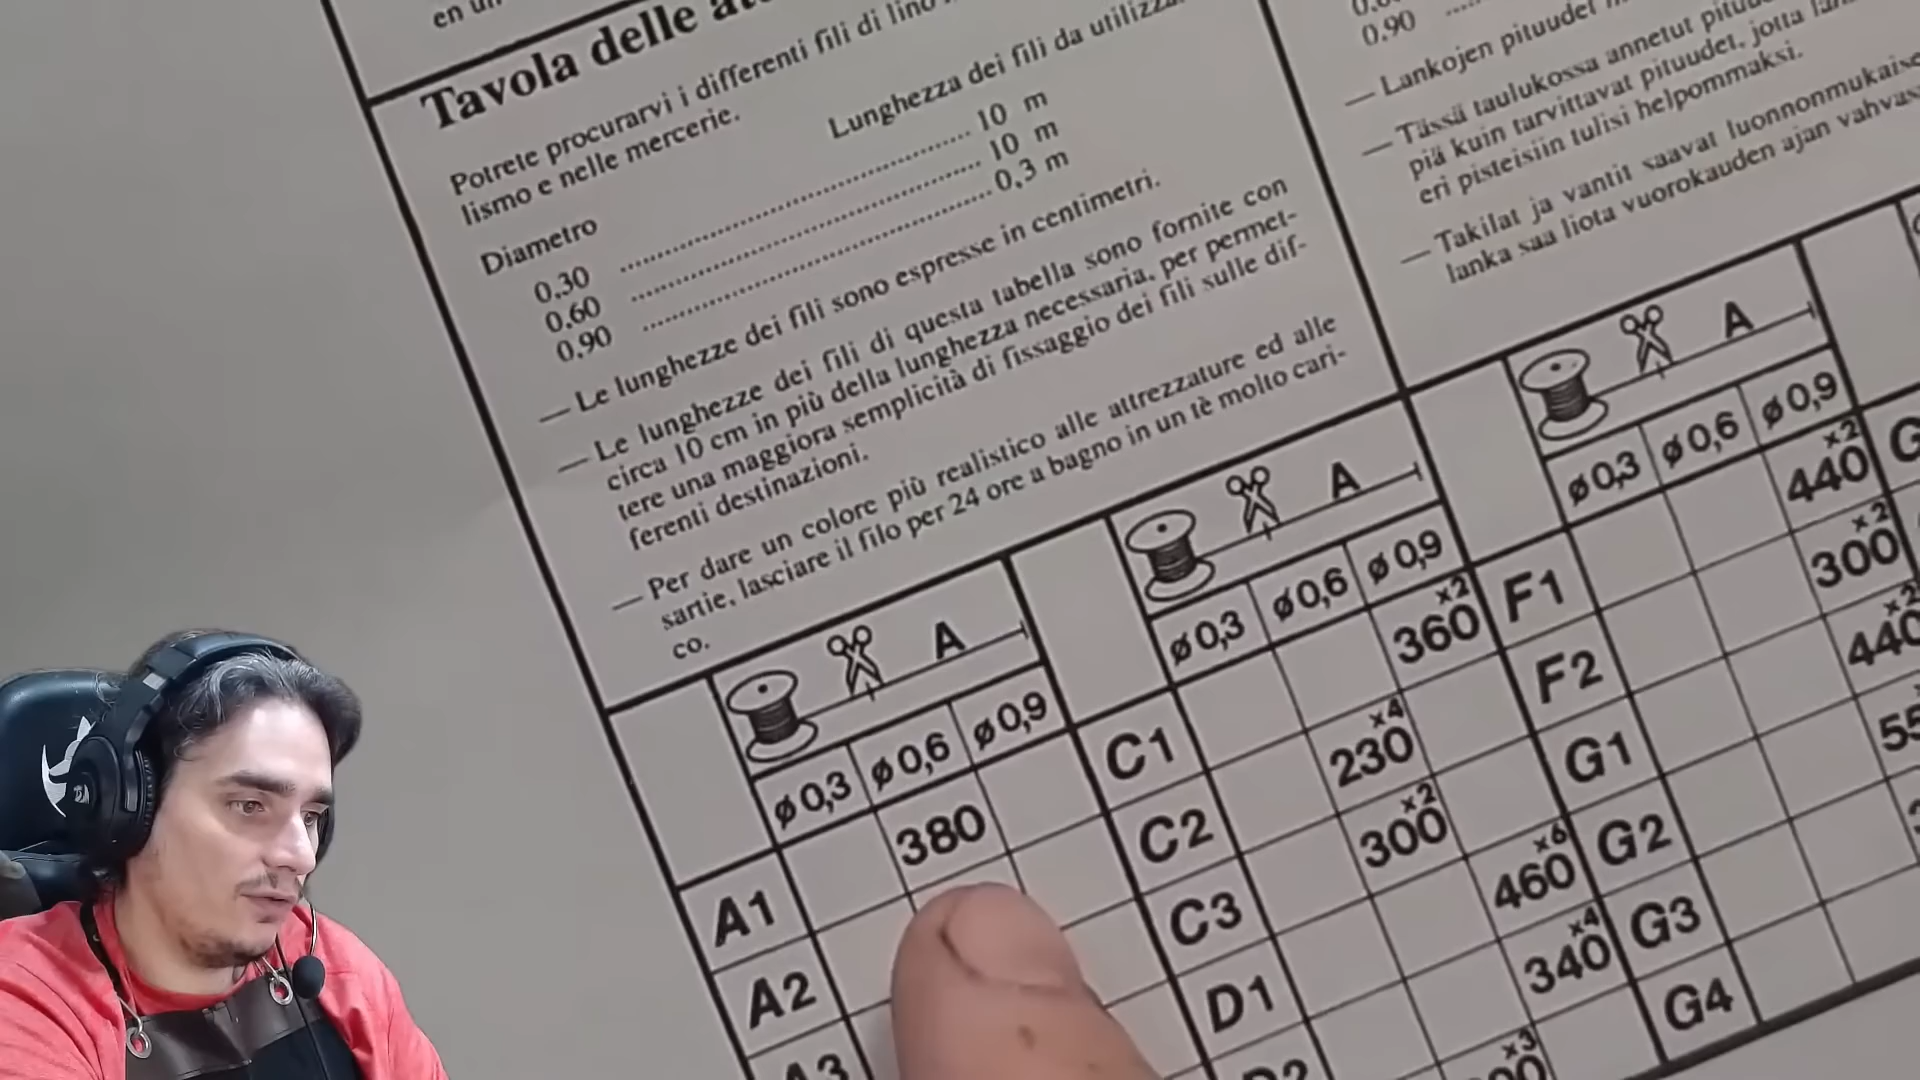 en un
Tavola delle
Potrete procurarvi i differenti fili di lino
lismo e nelle mercerie.
Diametro
Lunghezza dei fili da
0,30 ........ 10 m
0,60 ........ 10 m
0,90 ........ 0,3 m
— Le lunghezze dei fili sono espresse in centimetri.
— Le lunghezze dei fili di questa tabella sono fornite con
circa 10 cm in più della lunghezza necessaria, per permet-
tere una maggiora semplicità di fissaggio dei fili sulle dif-
ferenti destinazioni.
— Per dare un colore più realistico alle attrezzature ed alle
sartie, lasciare il filo per 24 ore a bagno in un tè molto cari-
co.
0.90
— Lankojen pituudet
— Tässä taulukossa annetut
piä kuin tarvittavat pituudet, jotta
eri pisteisiin tulisi helpommaksi.
— Takilat ja vantit saavat
lanka saa liota vuorokauden ajan
A
ø 0,3 ø 0,6 ø 0,9
A1 380
A2
A3
A
ø 0,3 ø 0,6 ø 0,9
C1 360 x2
C2 230 x4
C3 300 x2
D1 460 x6
D2 340 x4
x3
A
ø 0,3 ø 0,6 ø 0,9
F1 440 x2
F2 300 x2
G1
G2
G3
G4